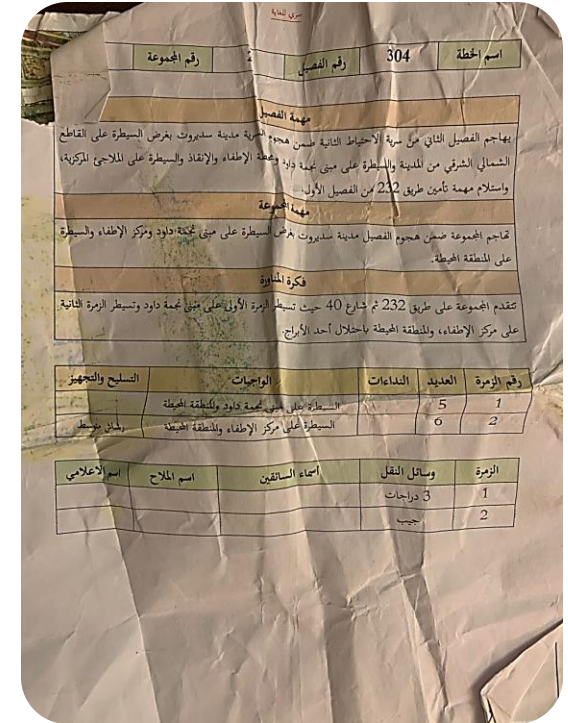 سري للغاية
اسم الخطة 304 رقم الفصيل 2 رقم المجموعة
مهمة الفصيل
يهاجم الفصيل الثاني من سرية الاحتياط الثانية ضمن هجوم السرية مدينة سديروت بغرض السيطرة على القاطع
الشمالي الشرقي من المدينة والسيطرة على مبنى نجمة داود ومحطة الإطفاء والإنقاذ والسيطرة على الملاجئ المركزية،
واستلام مهمة تأمين طريق 232 من الفصيل الأول.
مهمة المجموعة
تهاجم المجموعة ضمن هجوم الفصيل مدينة سديروت بغرض السيطرة على مبنى نجمة داود ومركز الإطفاء والسيطرة
على المنطقة المحيطة.
فكرة المناورة
تتقدم المجموعة على طريق 232 ثم شارع 40 حيث تسيطر الزمرة الأولى على مبنى نجمة داود وتسيطر الزمرة الثانية
على مركز الإطفاء، والمنطقة المحيطة باحتلال أحد الأبراج.
رقم الزمرة العديد النداءات الواجبات التسليح والتجهيز
1 5 السيطرة على مبنى نجمة داود والمنطقة المحيطة
2 6 السيطرة على مركز الإطفاء والمنطقة المحيطة رشاش متوسط
الزمرة وسائل النقل أسماء السائقين اسم الملاح اسم الاعلامي
1 3 دراجات
2 جيب